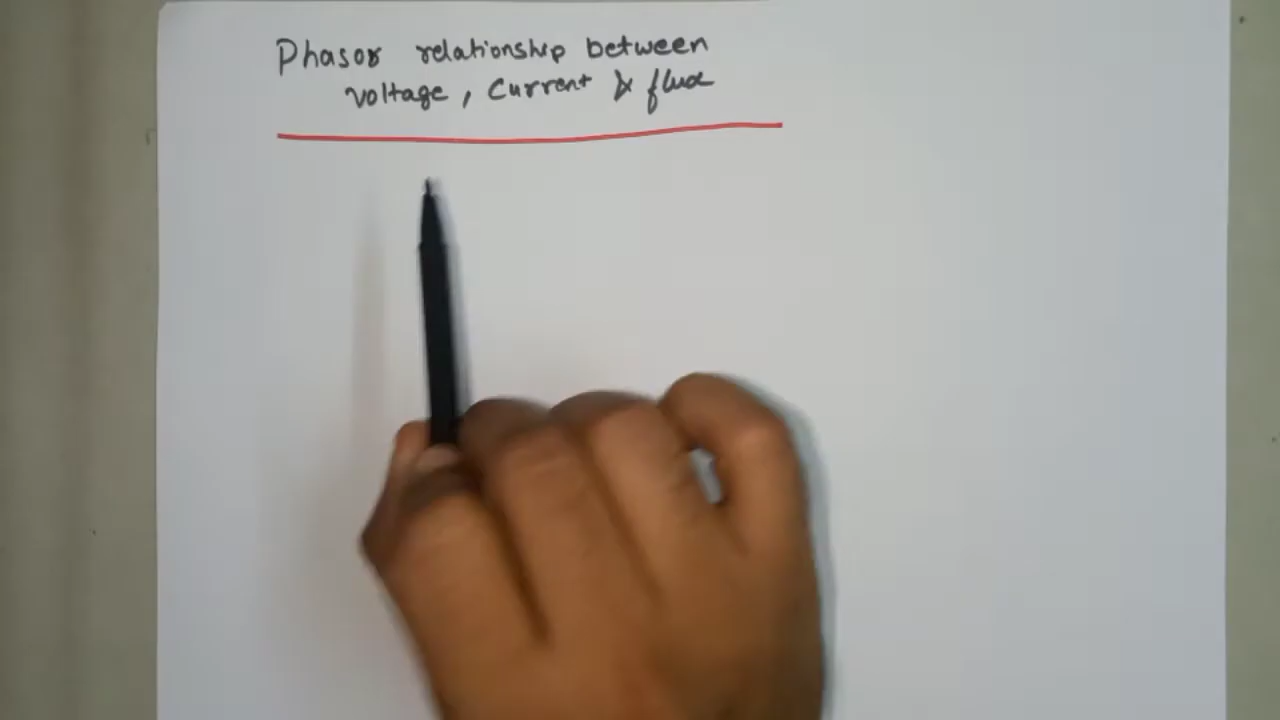 Phasor relationship between
voltage, current & flux